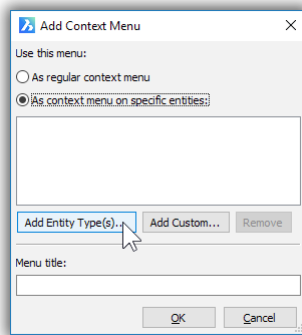 Add Context Menu
Use this menu:
As regular context menu
As context menu on specific entities:
Add Entity Type(s)... Add Custom... Remove
Menu title:
OK Cancel